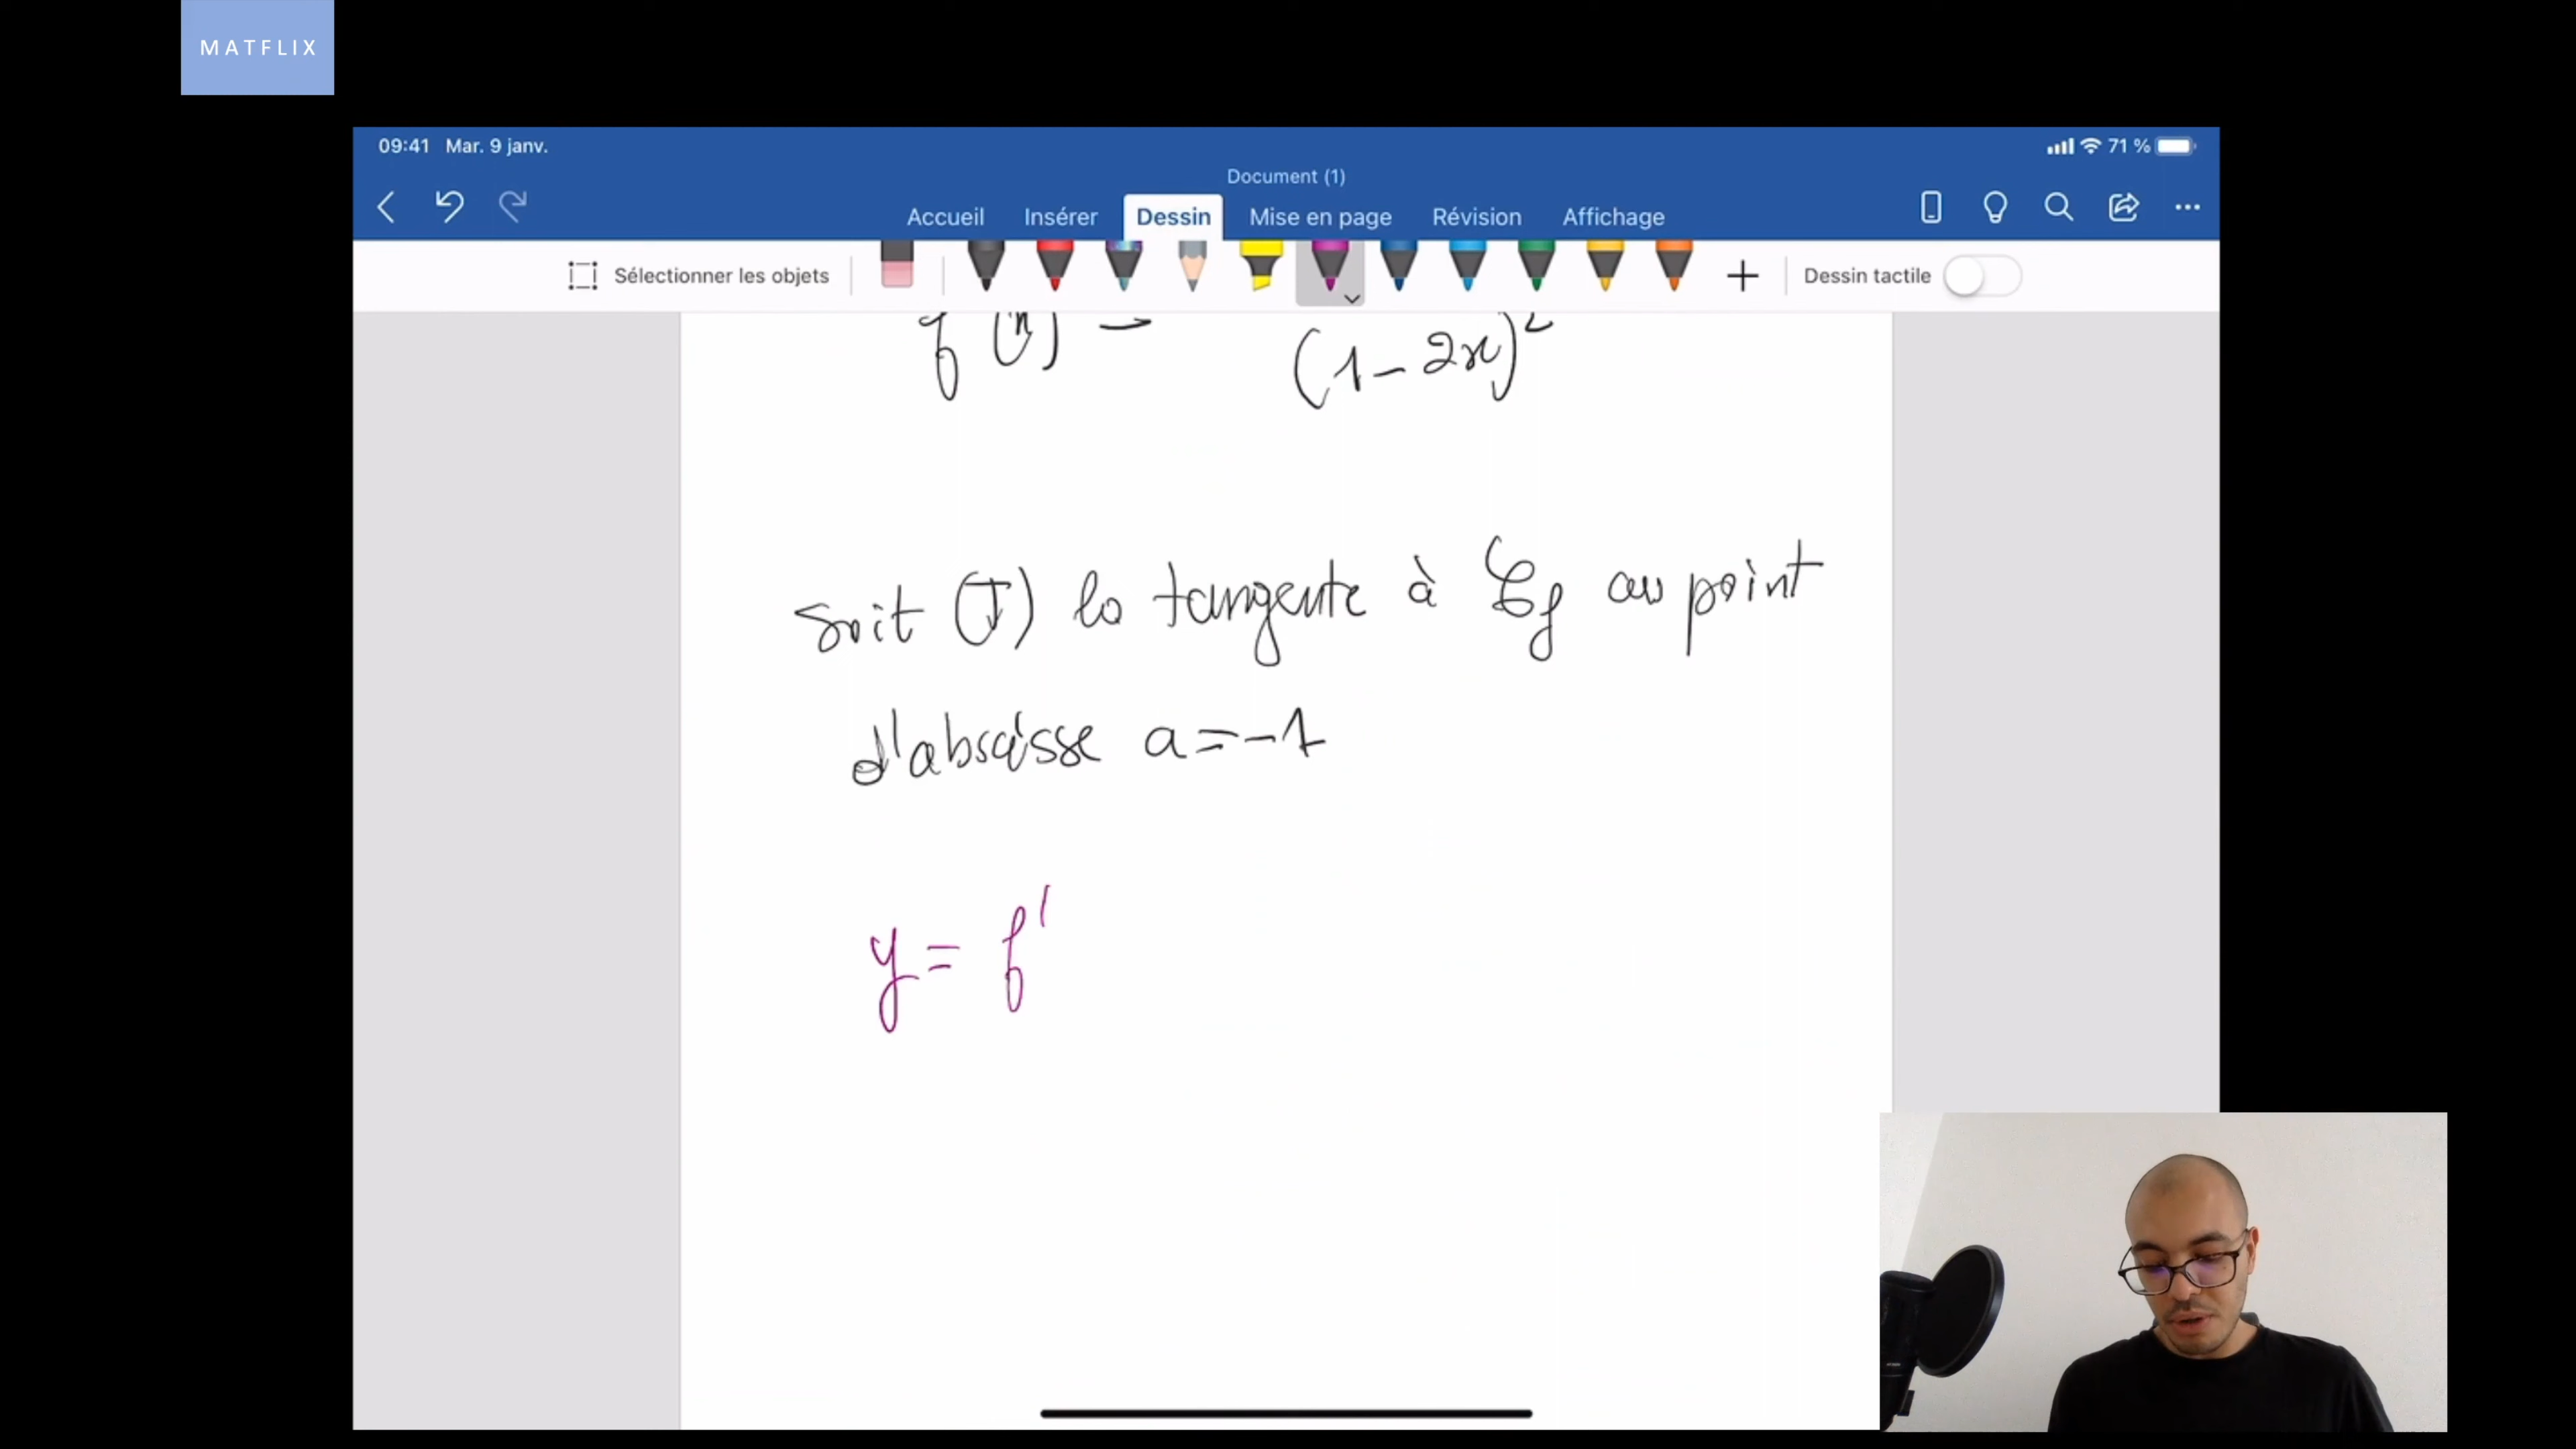 MATFLIX
09:41 Mar. 9 janv.
71 %
Document (1)
Accueil Insérer Dessin Mise en page Révision Affichage
Sélectionner les objets
Dessin tactile
(1-2x)²
soit (T) la tangente à Cf au point
d'abscisse a=-1
y= f'